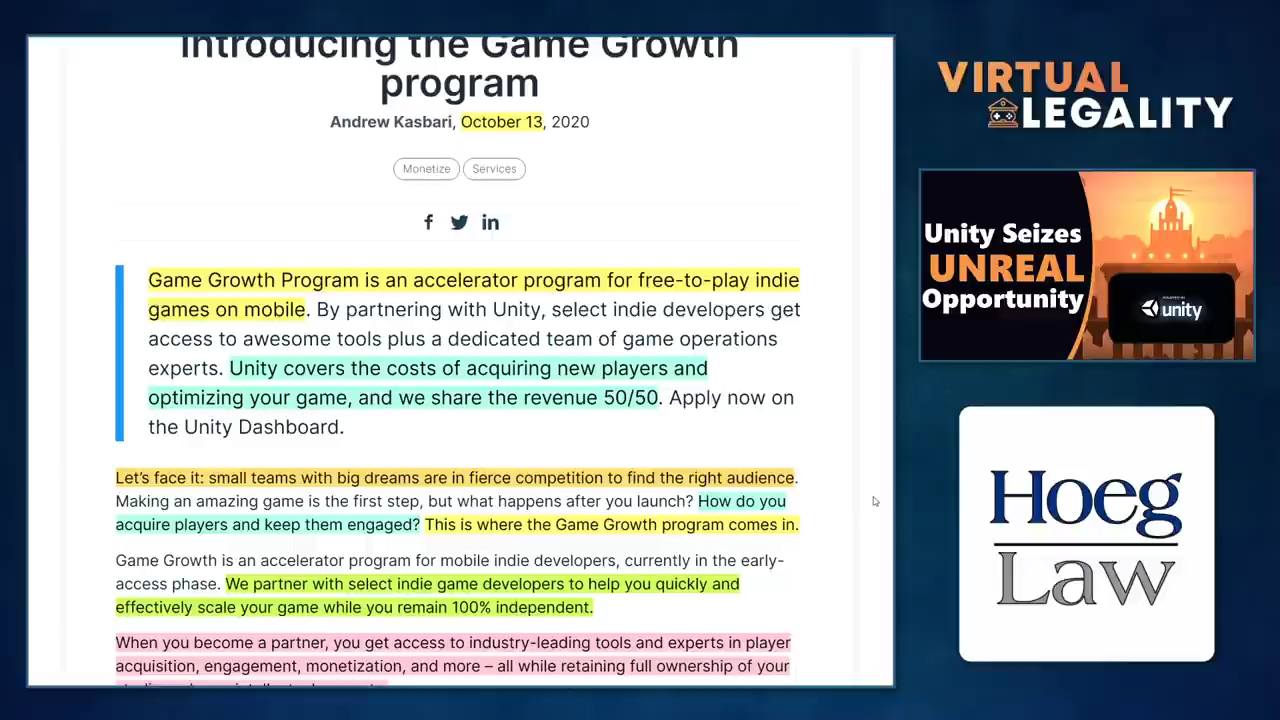 Introducing the Game Growth
program
Andrew Kasbari, October 13, 2020
Monetize
Services
Game Growth Program is an accelerator program for free-to-play indie
games on mobile. By partnering with Unity, select indie developers get
access to awesome tools plus a dedicated team of game operations
experts. Unity covers the costs of acquiring new players and
optimizing your game, and we share the revenue 50/50. Apply now on
the Unity Dashboard.
Let's face it: small teams with big dreams are in fierce competition to find the right audience.
Making an amazing game is the first step, but what happens after you launch? How do you
acquire players and keep them engaged? This is where the Game Growth program comes in.
Game Growth is an accelerator program for mobile indie developers, currently in the early-
access phase. We partner with select indie game developers to help you quickly and
effectively scale your game while you remain 100% independent.
When you become a partner, you get access to industry-leading tools and experts in player
acquisition, engagement, monetization, and more – all while retaining full ownership of your
VIRTUAL
LEGALITY
Unity Seizes
UNREAL
Opportunity
unity
Hoeg
Law